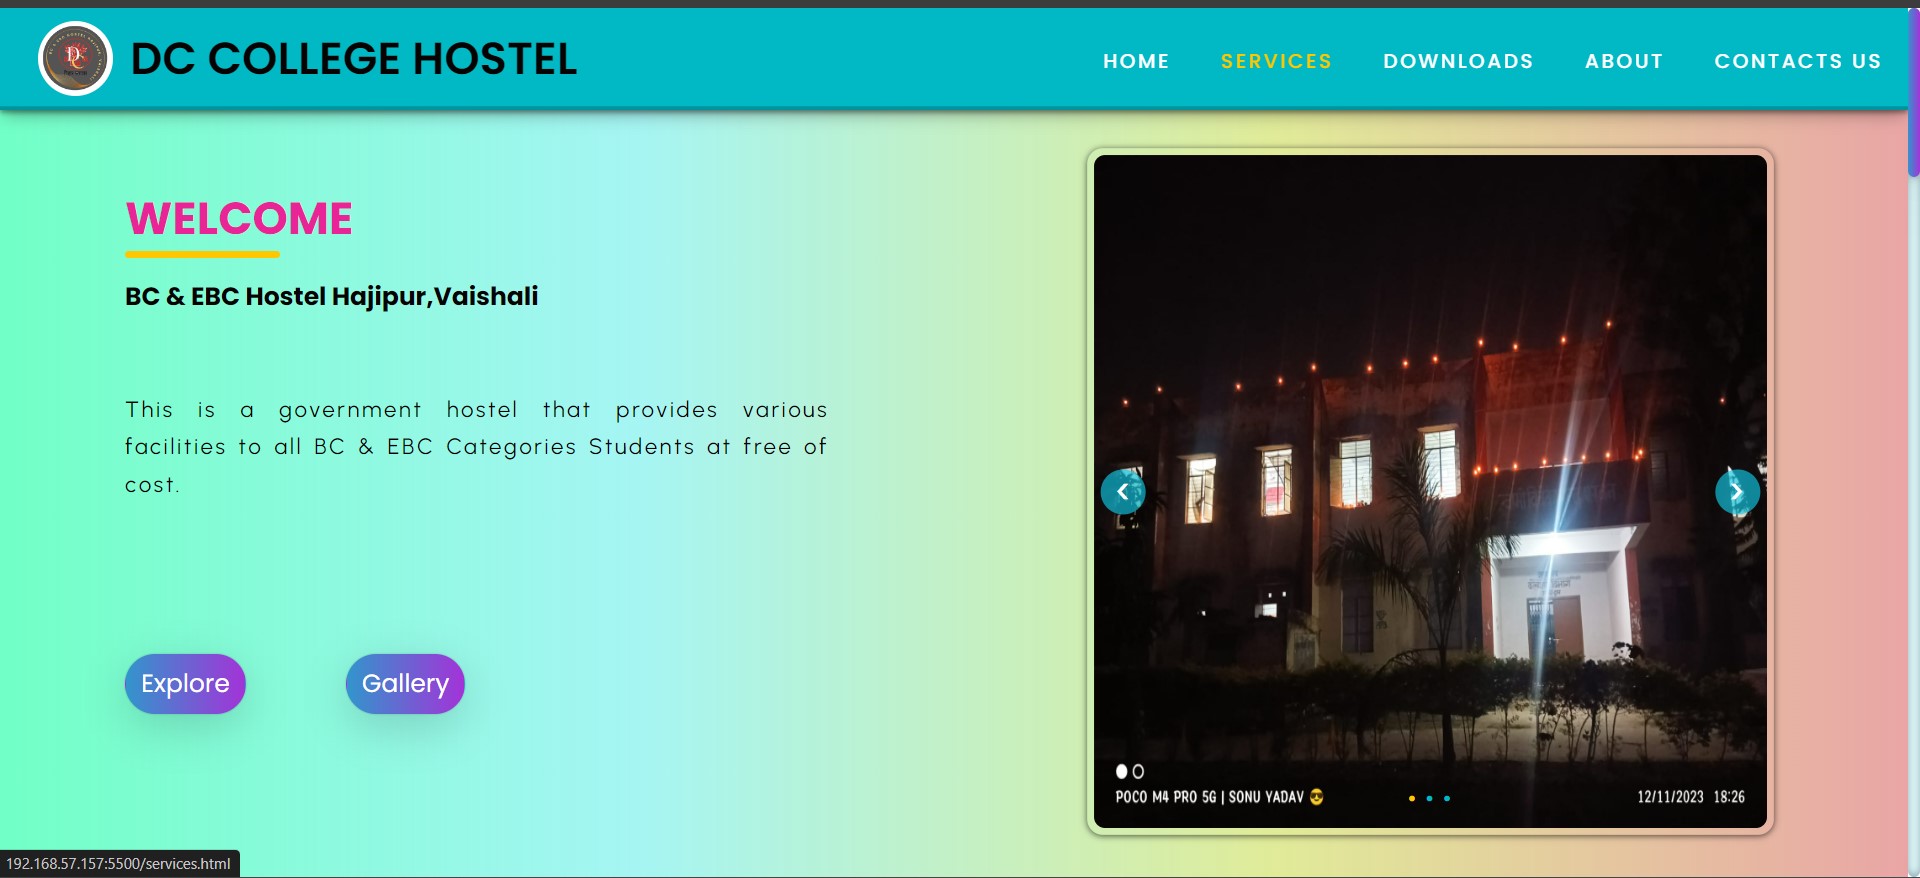 DC COLLEGE HOSTEL
HOME SERVICES DOWNLOADS ABOUT CONTACTS US
WELCOME
BC & EBC Hostel Hajipur,Vaishali
This is a government hostel that provides various
facilities to all BC & EBC Categories Students at free of
cost.
Explore
Gallery
POCO M4 PRO 5G | SONU YADAV 😎
12/11/2023 18:26
192.168.57.157:5500/services.html